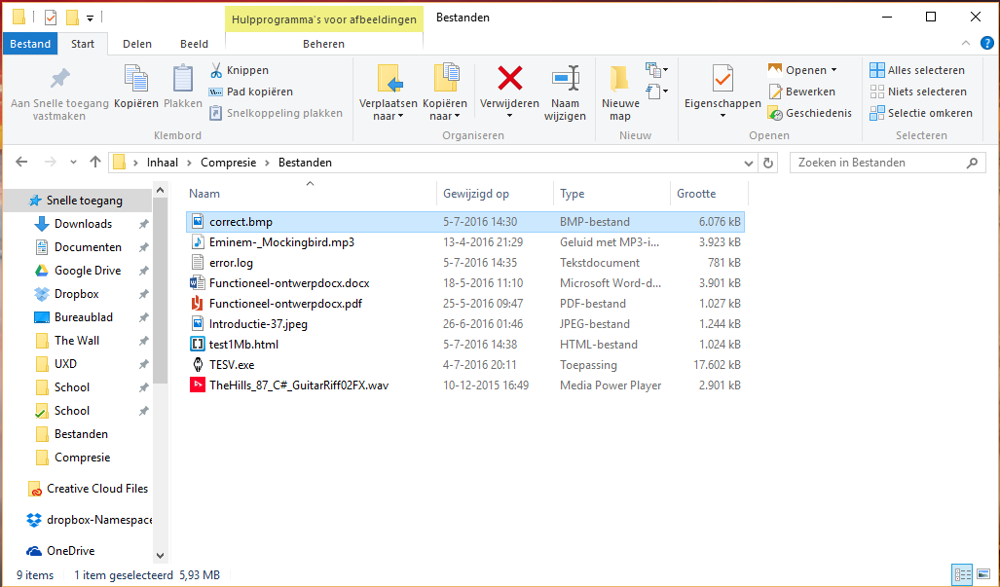 Hulpprogramma's voor afbeeldingen Bestanden
Bestand Start Delen Beeld Beheren
Aan Snelle toegang vastmaken
Kopiëren
Plakken
Knippen
Pad kopiëren
Snelkoppeling plakken
Klembord
Verplaatsen naar
Kopiëren naar
Verwijderen
Naam wijzigen
Organiseren
Nieuwe map
Nieuw
Eigenschappen
Openen
Bewerken
Geschiedenis
Openen
Alles selecteren
Niets selecteren
Selectie omkeren
Selecteren
Inhaal Compresie Bestanden
Zoeken in Bestanden
Snelle toegang
Downloads
Documenten
Google Drive
Dropbox
Bureaublad
The Wall
UXD
School
School
Bestanden
Compresie
Creative Cloud Files
dropbox-Namespace
OneDrive
Naam Gewijzigd op Type Grootte
correct.bmp 5-7-2016 14:30 BMP-bestand 6.076 kB
Eminem-_Mockingbird.mp3 13-4-2016 21:29 Geluid met MP3-i... 3.923 kB
error.log 5-7-2016 14:35 Tekstdocument 781 kB
Functioneel-ontwerpdocx.docx 18-5-2016 11:10 Microsoft Word-d... 3.901 kB
Functioneel-ontwerpdocx.pdf 25-5-2016 09:47 PDF-bestand 1.027 kB
Introductie-37.jpeg 26-6-2016 01:46 JPEG-bestand 1.244 kB
test1Mb.html 5-7-2016 14:38 HTML-bestand 1.024 kB
TESV.exe 4-7-2016 20:11 Toepassing 17.602 kB
TheHills_87_C#_GuitarRiff02FX.wav 10-12-2015 16:49 Media Power Player 2.901 kB
9 items 1 item geselecteerd 5,93 MB